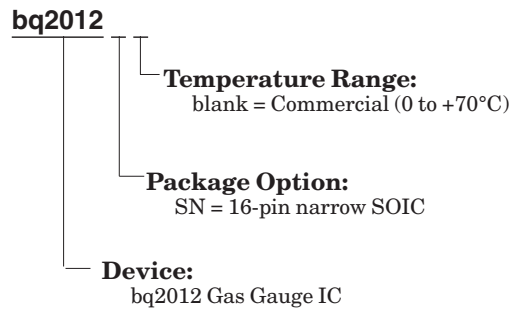 bq2012
Temperature Range:
blank = Commercial (0 to +70°C)
Package Option:
SN = 16-pin narrow SOIC
Device:
bq2012 Gas Gauge IC